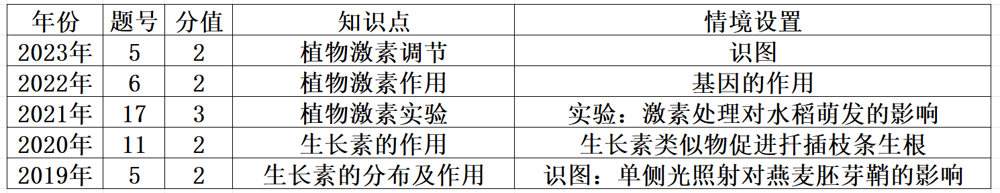 年份 题号 分值 知识点 情境设置
2023年 5 2 植物激素调节 识图
2022年 6 2 植物激素作用 基因的作用
2021年 17 3 植物激素实验 实验：激素处理对水稻萌发的影响
2020年 11 2 生长素的作用 生长素类似物促进扦插枝条生根
2019年 5 2 生长素的分布及作用 识图：单侧光照射对燕麦胚芽鞘的影响